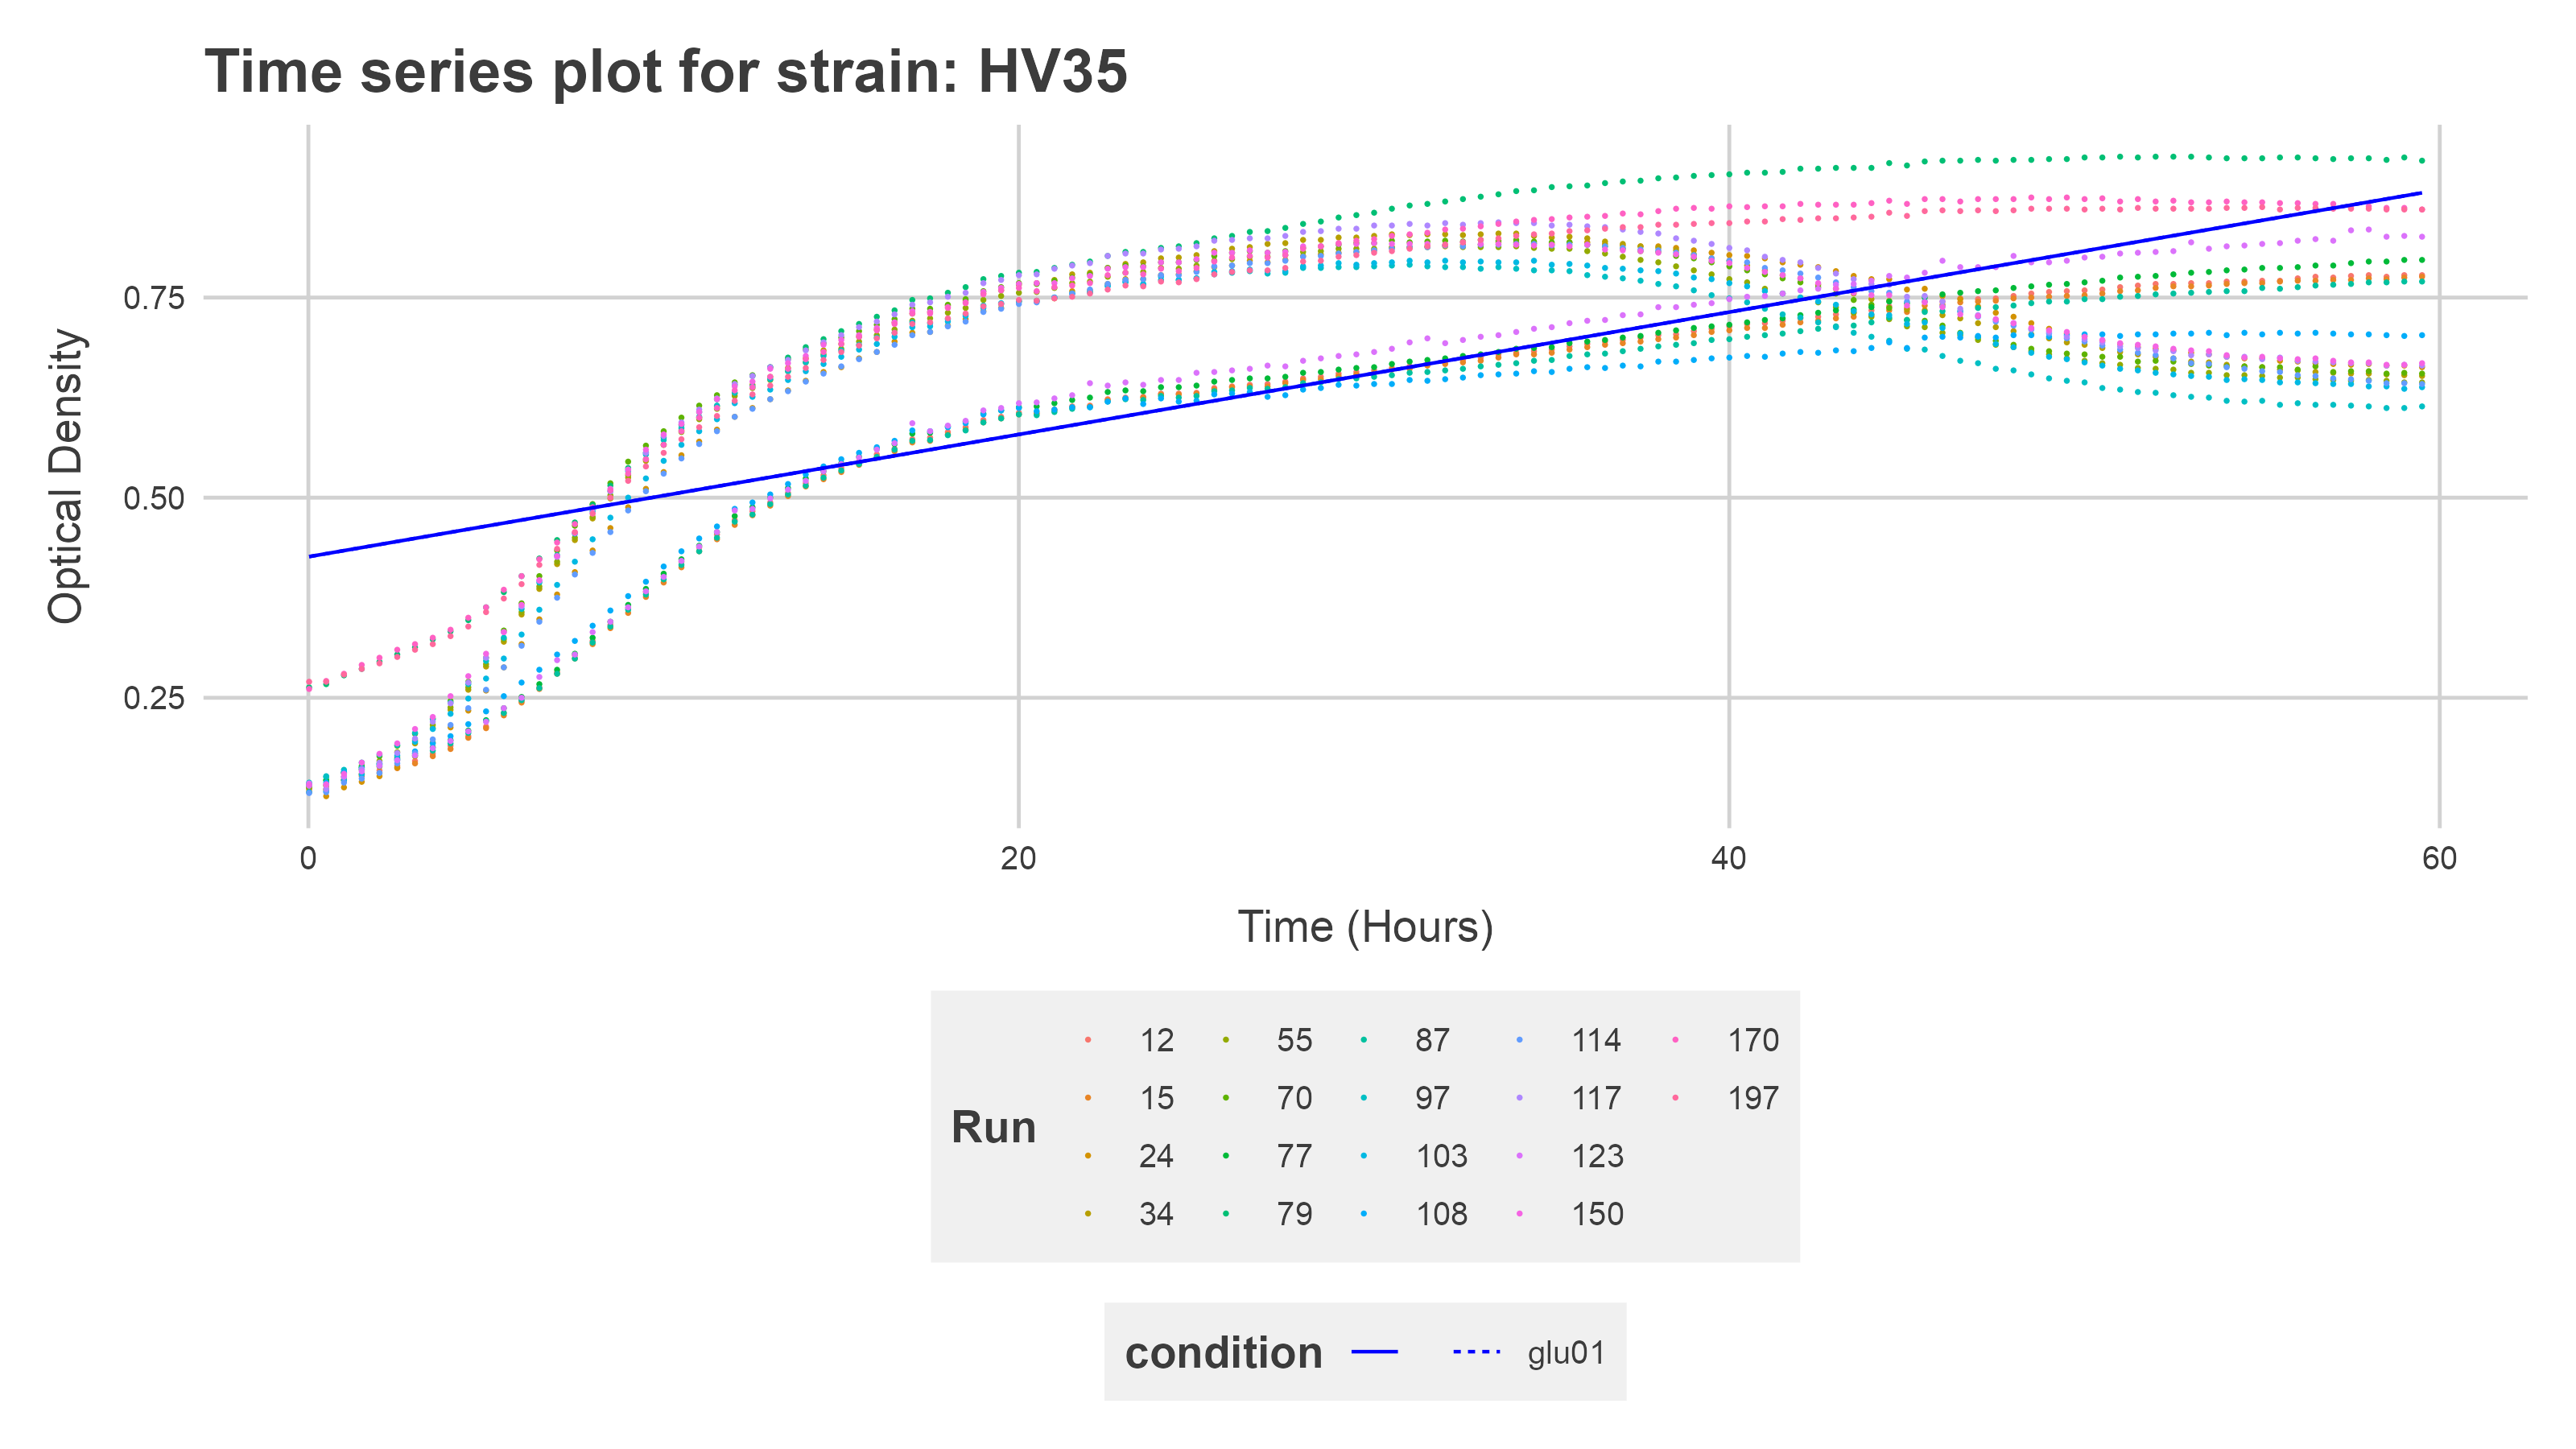 Time series plot for strain: HV35
Optical Density
0.75
0.50
0.25
0 20 40 60
Time (Hours)
12 55 87 114 170
15 70 97 117 197
Run
24 77 103 123
34 79 108 150
condition glu01